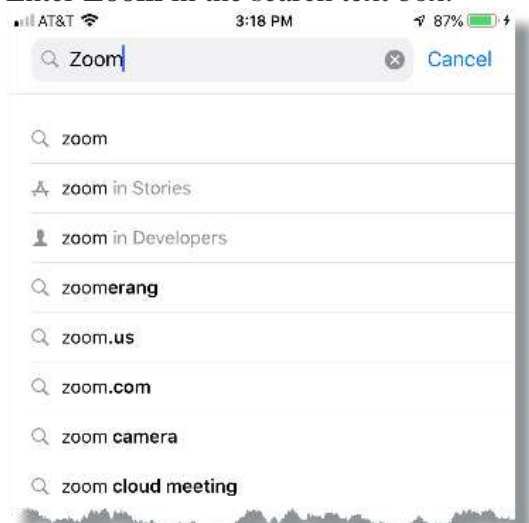 Enter Zoom in the search text box.
AT&T 3:18 PM 87%
Zoom Cancel
zoom
zoom in Stories
zoom in Developers
zoomerang
zoom.us
zoom.com
zoom camera
zoom cloud meeting